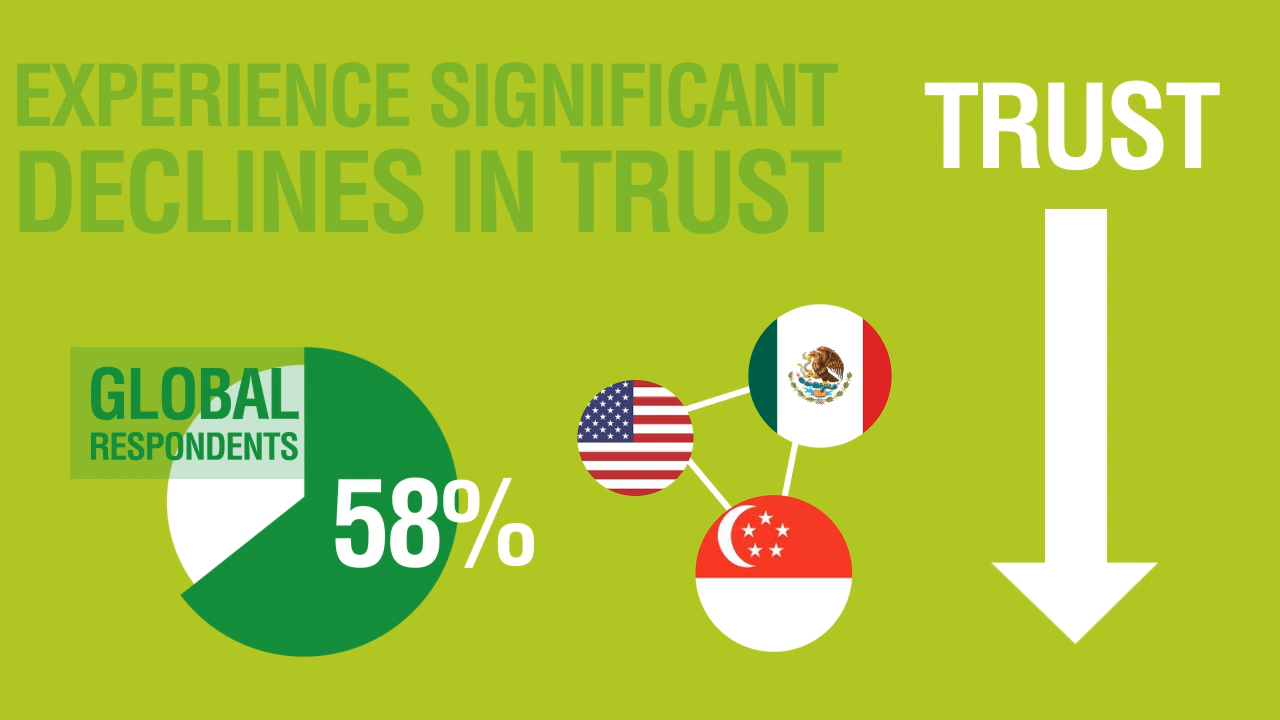 EXPERIENCE SIGNIFICANT
DECLINES IN TRUST
TRUST
GLOBAL
RESPONDENTS
58%